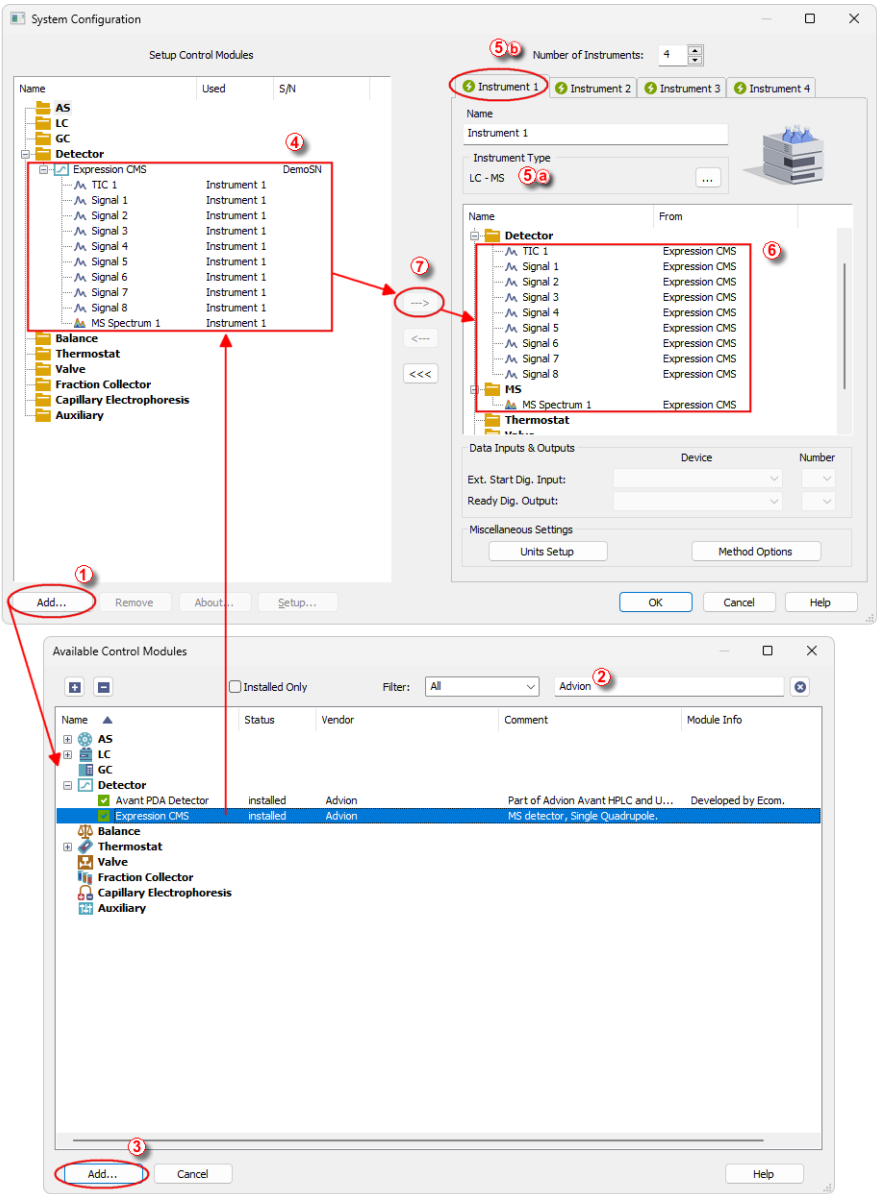 System Configuration
Setup Control Modules
⑤ⓑ Number of Instruments: 4
Name Used S/N
AS
LC
GC
Detector
④
Expression CMS DemoSN
TIC 1 Instrument 1
Signal 1 Instrument 1
Signal 2 Instrument 1
Signal 3 Instrument 1
Signal 4 Instrument 1
Signal 5 Instrument 1
Signal 6 Instrument 1
Signal 7 Instrument 1
Signal 8 Instrument 1
MS Spectrum 1 Instrument 1
Balance
Thermostat
Valve
Fraction Collector
Capillary Electrophoresis
Auxiliary
⑦
--->
<---
<<<
Instrument 1 Instrument 2 Instrument 3 Instrument 4
Name
Instrument 1
Instrument Type
LC - MS ⑤ⓐ ...
Name From
Detector
⑥
TIC 1 Expression CMS
Signal 1 Expression CMS
Signal 2 Expression CMS
Signal 3 Expression CMS
Signal 4 Expression CMS
Signal 5 Expression CMS
Signal 6 Expression CMS
Signal 7 Expression CMS
Signal 8 Expression CMS
MS
MS Spectrum 1 Expression CMS
Thermostat
Data Inputs & Outputs
Device Number
Ext. Start Dig. Input:
Ready Dig. Output:
Miscellaneous Settings
Units Setup Method Options
①
Add... Remove About... Setup...
OK Cancel Help
Available Control Modules
Installed Only Filter: All Advion ②
Name Status Vendor Comment Module Info
AS
LC
GC
Detector
Avant PDA Detector installed Advion Part of Advion Avant HPLC and U... Developed by Ecom.
Expression CMS installed Advion MS detector, Single Quadrupole.
Balance
Thermostat
Valve
Fraction Collector
Capillary Electrophoresis
Auxiliary
③
Add... Cancel Help